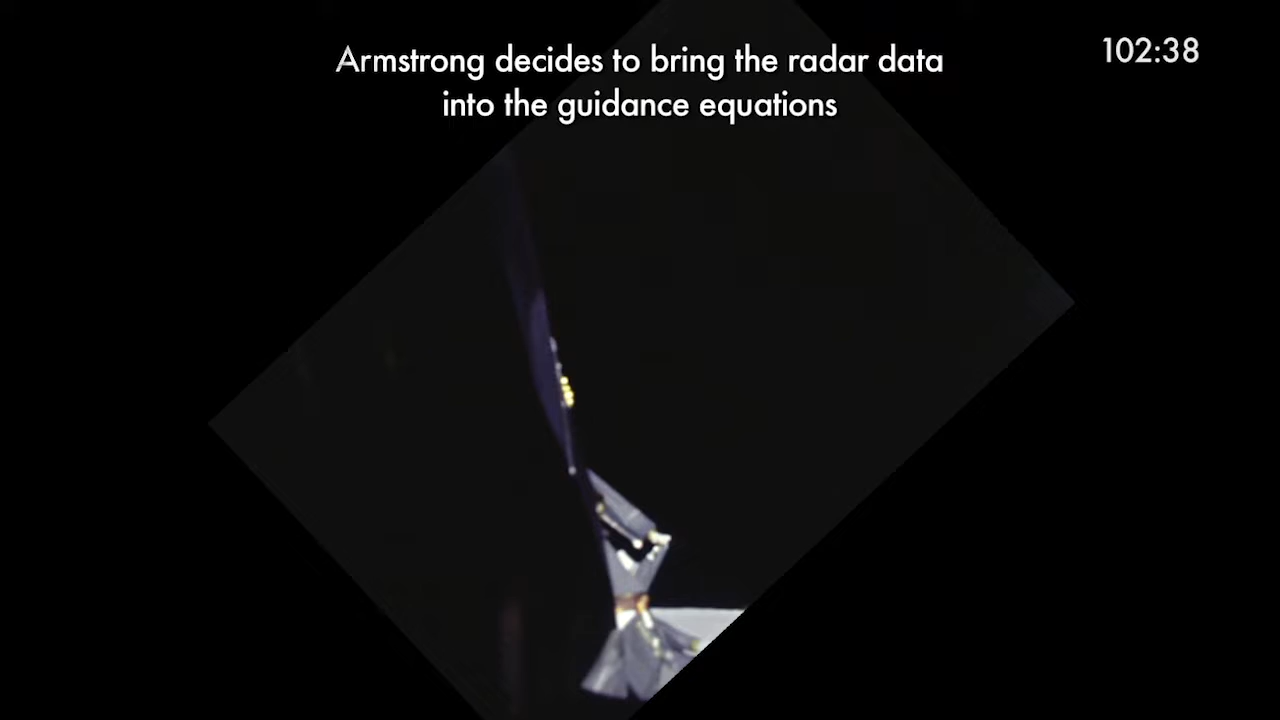 Armstrong decides to bring the radar data
102:38
into the guidance equations